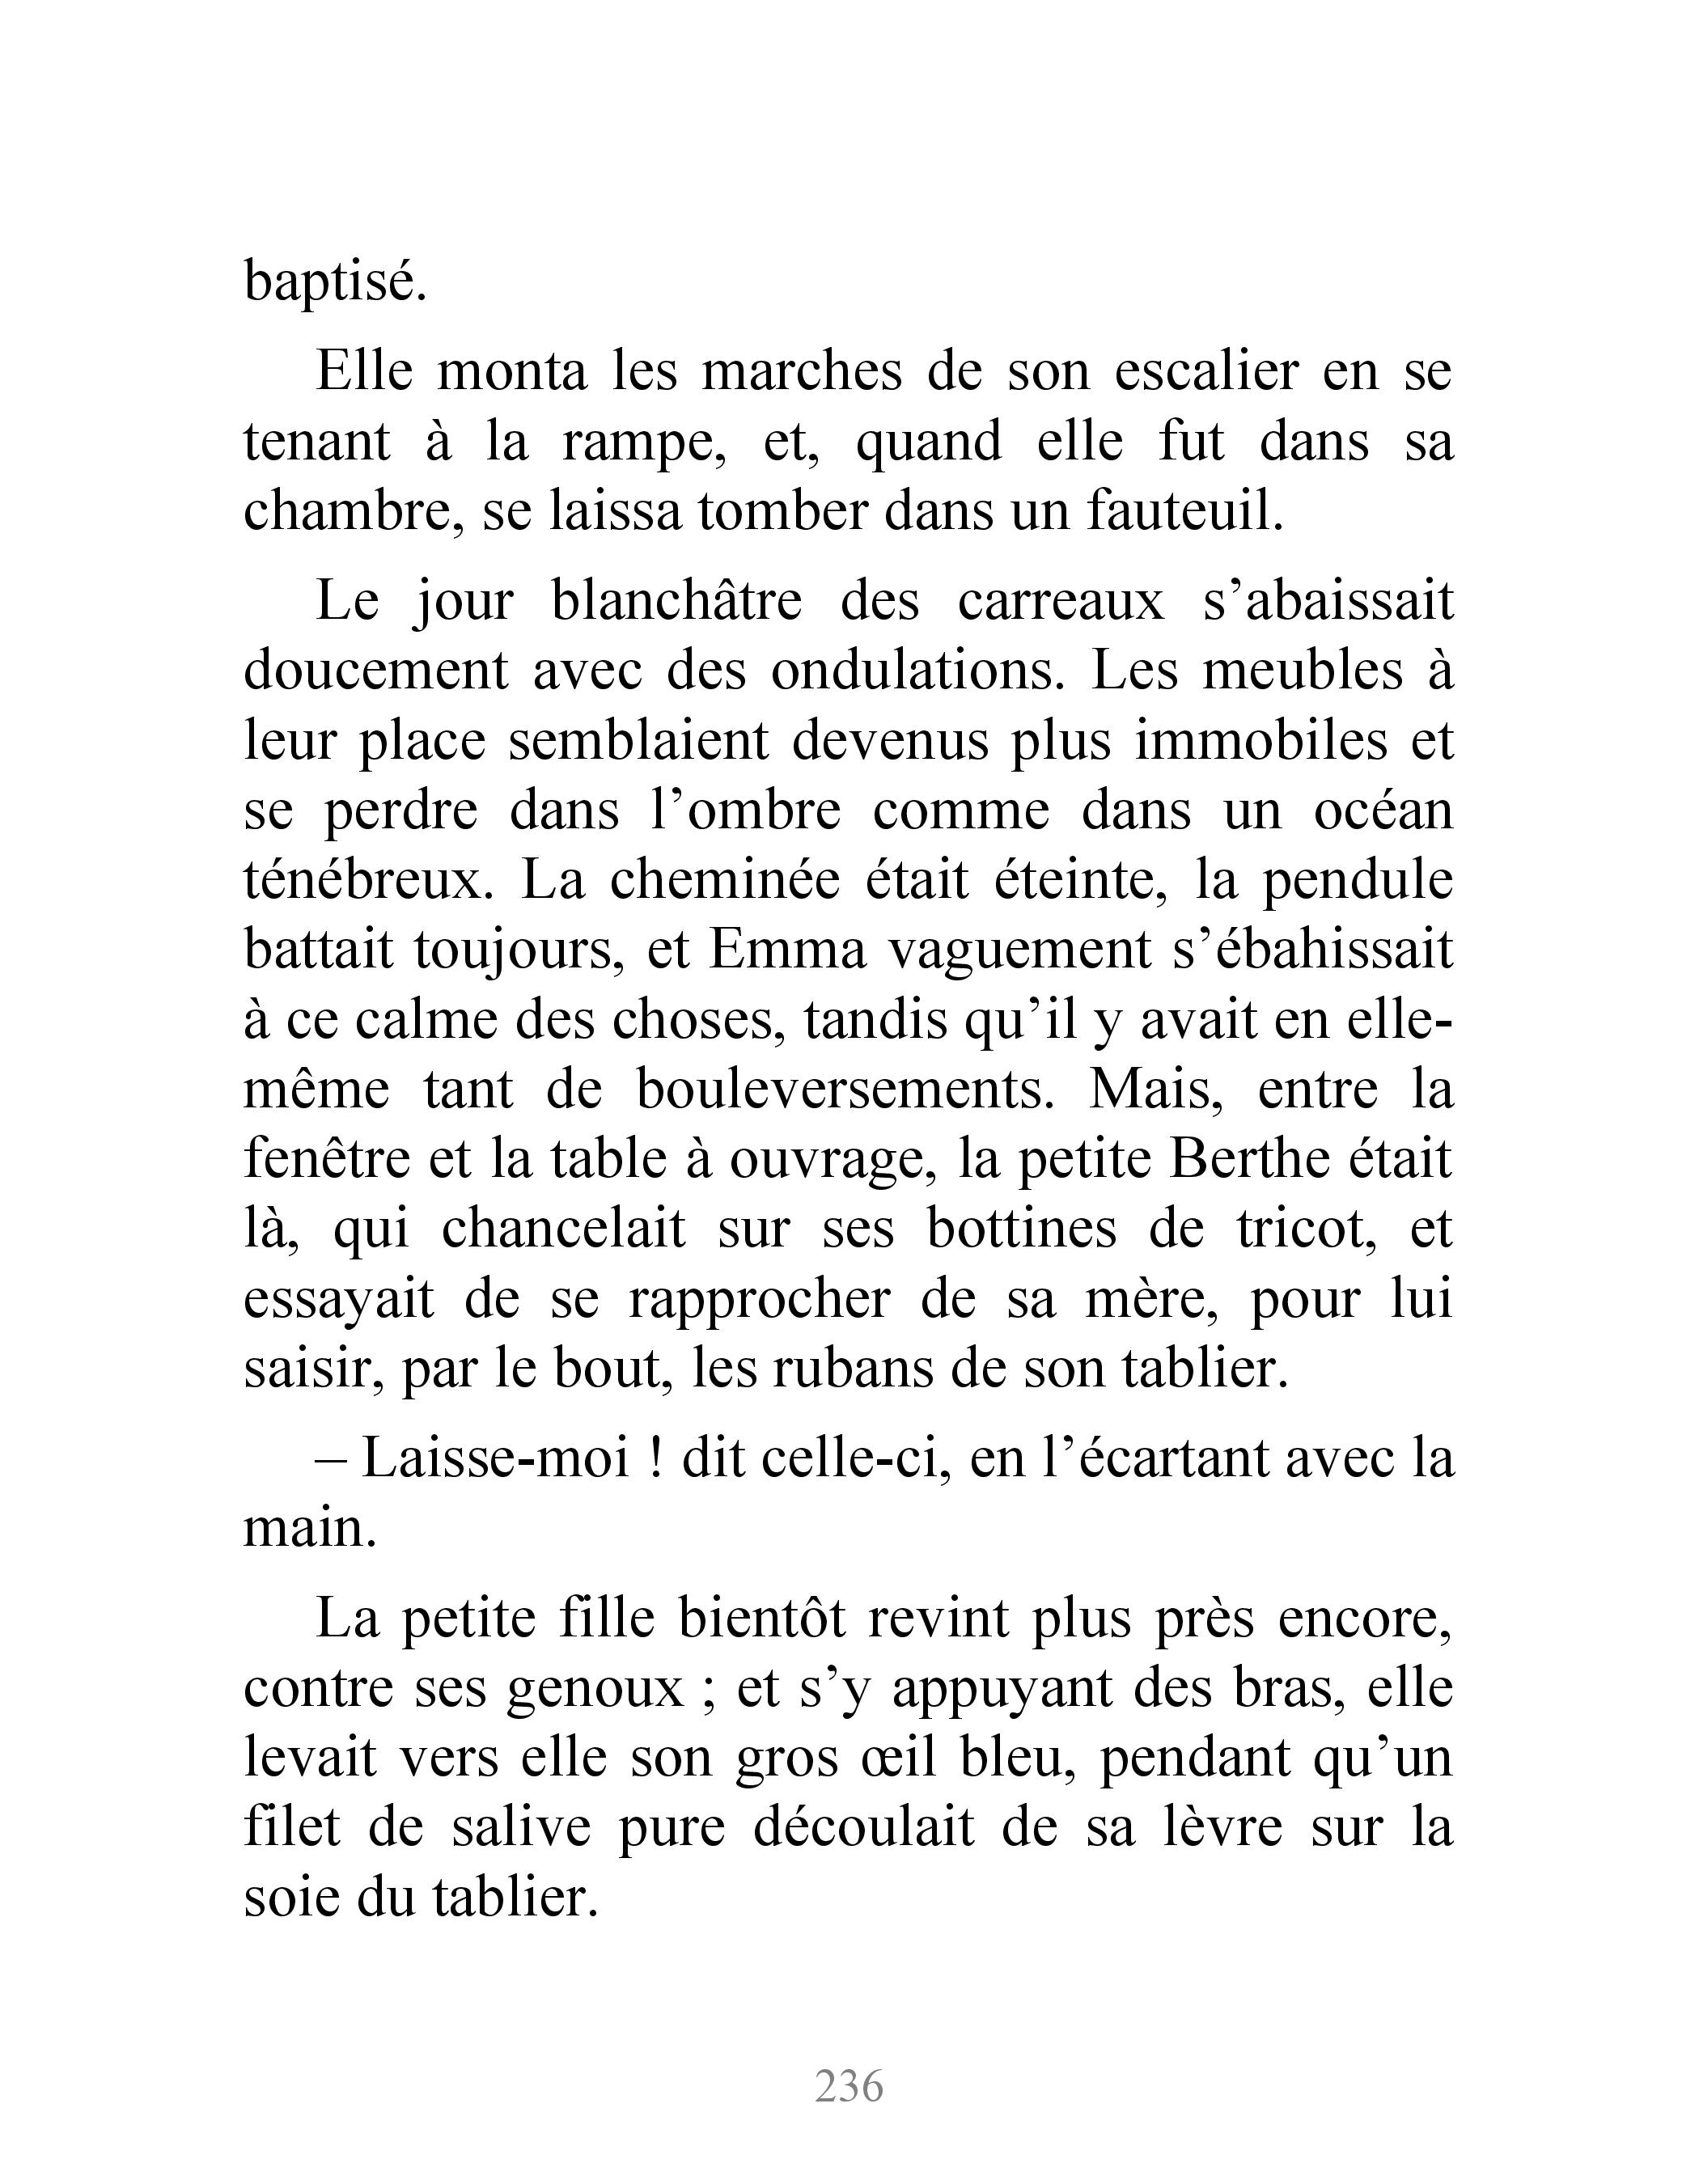 baptisé.
Elle monta les marches de son escalier en se
tenant à la rampe, et, quand elle fut dans sa
chambre, se laissa tomber dans un fauteuil.
Le jour blanchâtre des carreaux s’abaissait
doucement avec des ondulations. Les meubles à
leur place semblaient devenus plus immobiles et
se perdre dans l’ombre comme dans un océan
ténébreux. La cheminée était éteinte, la pendule
battait toujours, et Emma vaguement s’ébahissait
à ce calme des choses, tandis qu’il y avait en elle-
même tant de bouleversements. Mais, entre la
fenêtre et la table à ouvrage, la petite Berthe était
là, qui chancelait sur ses bottines de tricot, et
essayait de se rapprocher de sa mère, pour lui
saisir, par le bout, les rubans de son tablier.
– Laisse-moi ! dit celle-ci, en l’écartant avec la
main.
La petite fille bientôt revint plus près encore,
contre ses genoux ; et s’y appuyant des bras, elle
levait vers elle son gros œil bleu, pendant qu’un
filet de salive pure découlait de sa lèvre sur la
soie du tablier.
236